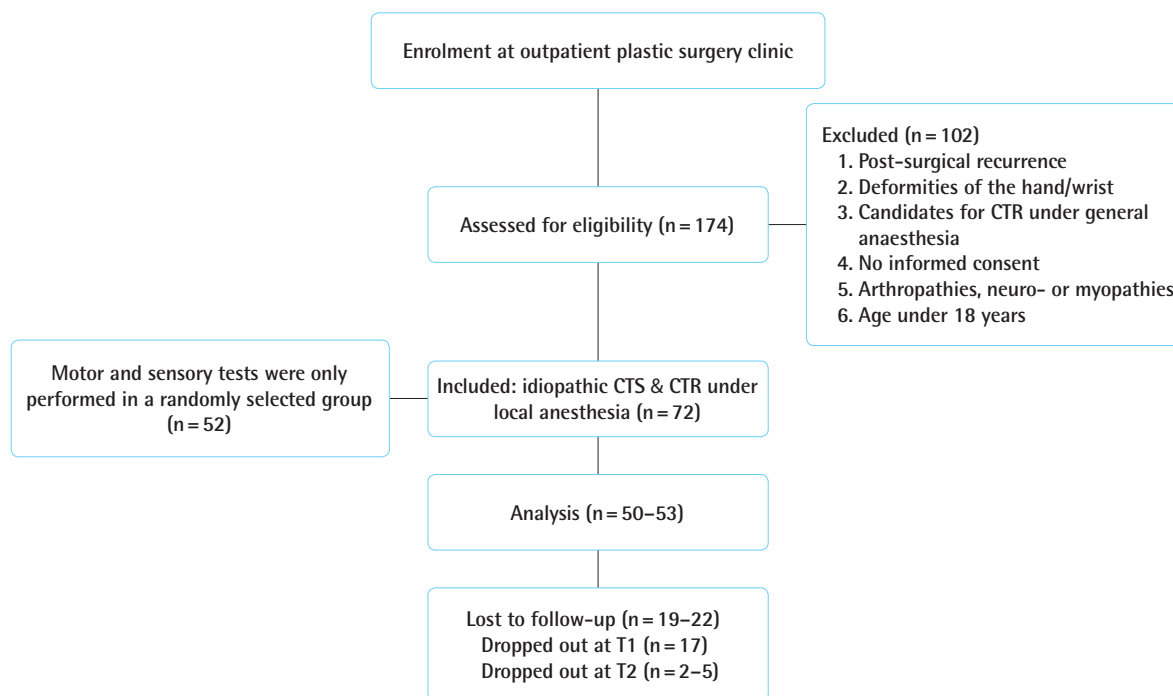 Enrolment at outpatient plastic surgery clinic
Excluded (n = 102)
1. Post-surgical recurrence
2. Deformities of the hand/wrist
3. Candidates for CTR under general
anaesthesia
4. No informed consent
5. Arthropathies, neuro- or myopathies
6. Age under 18 years
Assessed for eligibility (n = 174)
Motor and sensory tests were only
performed in a randomly selected group
(n = 52)
Included: idiopathic CTS & CTR under
local anesthesia (n = 72)
Analysis (n = 50–53)
Lost to follow-up (n = 19–22)
Dropped out at T1 (n = 17)
Dropped out at T2 (n = 2–5)